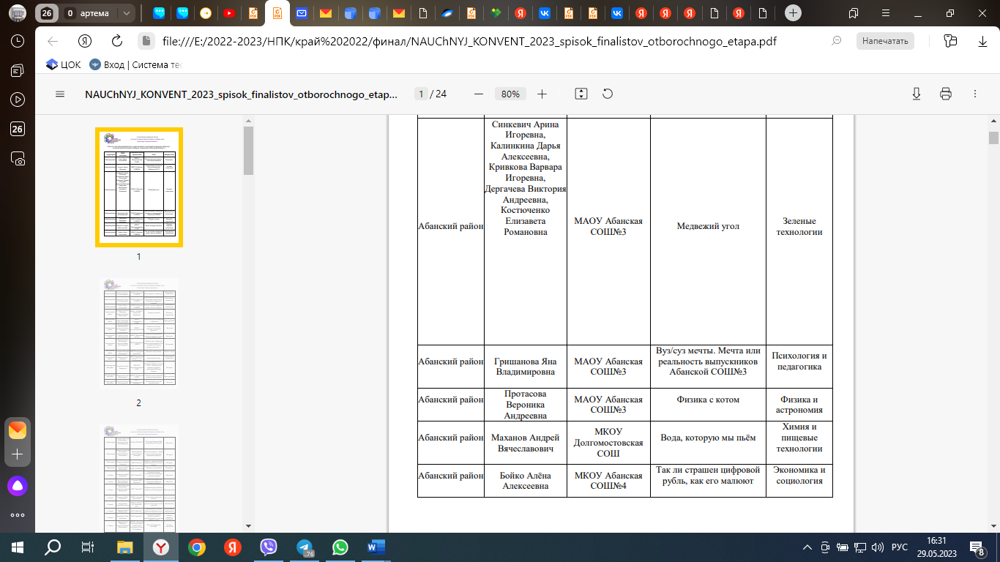 26
0
артема
26
file:///E:/2022-2023/НПК/край%202022/финал/NAUChNYJ_KONVENT_2023_spisok_finalistov_otborochnogo_etapa.pdf
Напечатать
ЦОК
Вход | Система тес
NAUChNYJ_KONVENT_2023_spisok_finalistov_otborochnogo_etap...
1 / 24
80%
1
2
Абанский район
Синкевич Арина
Игоревна,
Калинкина Дарья
Алексеевна,
Кривкова Варвара
Игоревна,
Дергачева Виктория
Андреевна,
Костюченко
Елизавета
Романовна
МАОУ Абанская
СОШ№3
Медвежий угол
Зеленые
технологии
Абанский район
Гришанова Яна
Владимировна
МАОУ Абанская
СОШ№3
Вуз/суз мечты. Мечта или
реальность выпускников
Абанской СОШ№3
Психология и
педагогика
Абанский район
Протасова
Вероника
Андреевна
МАОУ Абанская
СОШ№3
Физика с котом
Физика и
астрономия
Абанский район
Маханов Андрей
Вячеславович
МКОУ
Долгомостовская
СОШ
Вода, которую мы пьём
Химия и
пищевые
технологии
Абанский район
Бойко Алёна
Алексеевна
МКОУ Абанская
СОШ№4
Так ли страшен цифровой
рубль, как его малюют
Экономика и
социология
76
РУС
16:31
29.05.2023
8